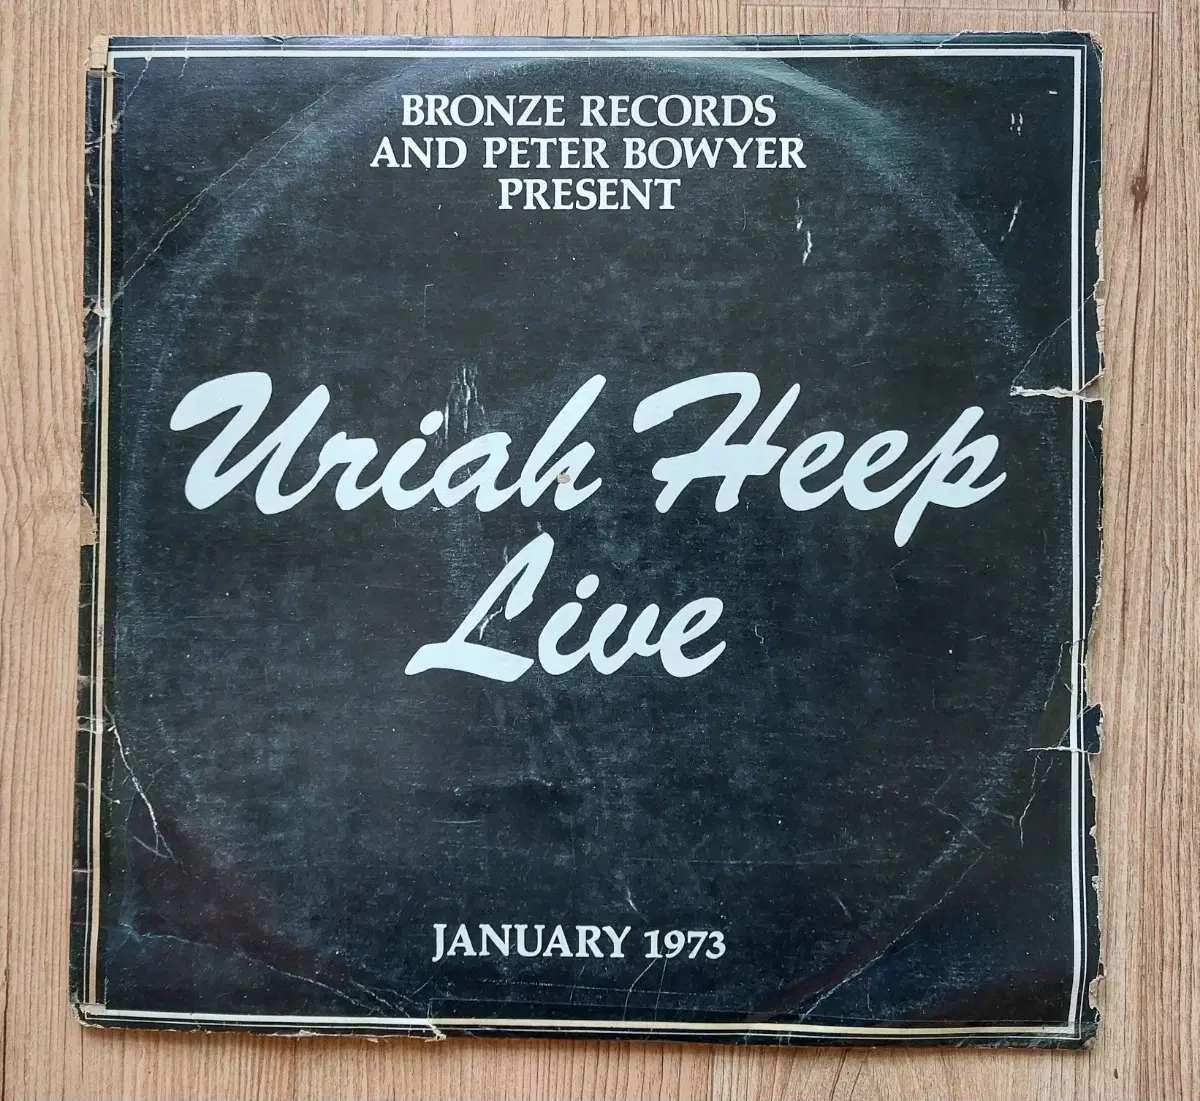 BRONZE RECORDS
AND PETER BOWYER
PRESENT
Uriah Heep
Live
JANUARY 1973